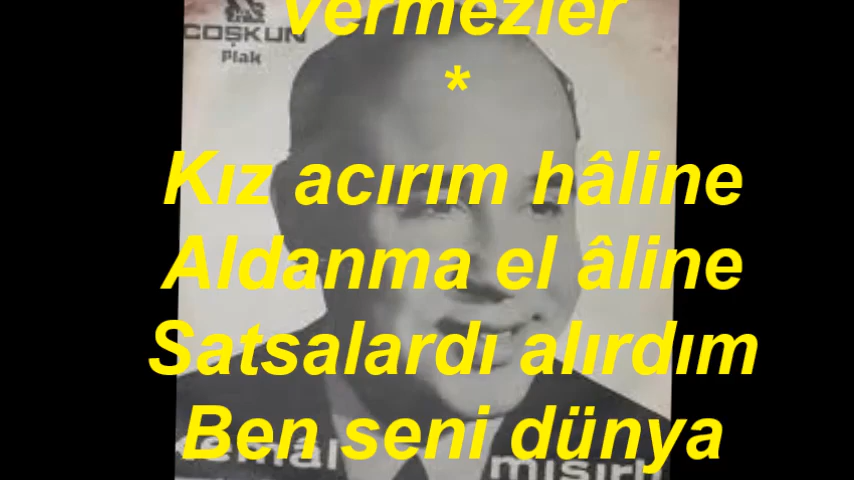 COŞKUN
Plak
vermezler
*
Kız acırım hâline
Aldanma el âline
Satsalardı alırdım
Ben seni dünya
mısırlı